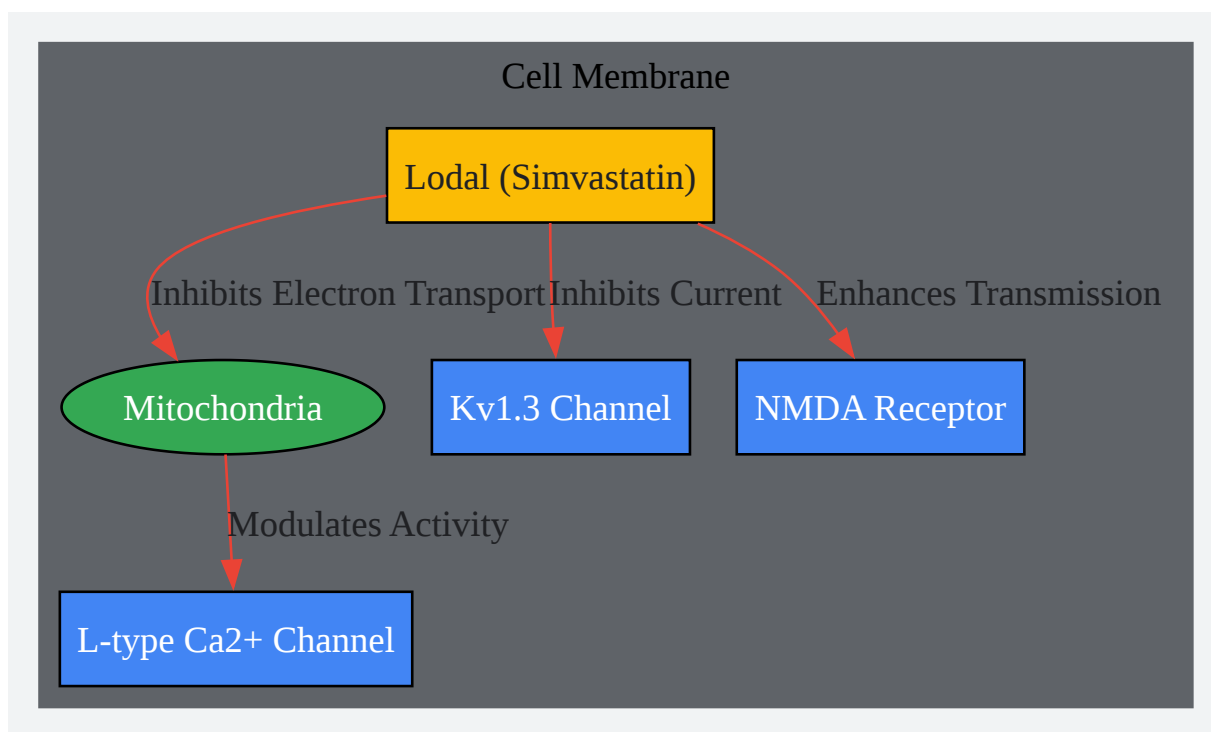 Cell Membrane
Lodal (Simvastatin)
Inhibits Electron Transport
Inhibits Current
Enhances Transmission
Mitochondria
Kv1.3 Channel
NMDA Receptor
Modulates Activity
L-type Ca2+ Channel